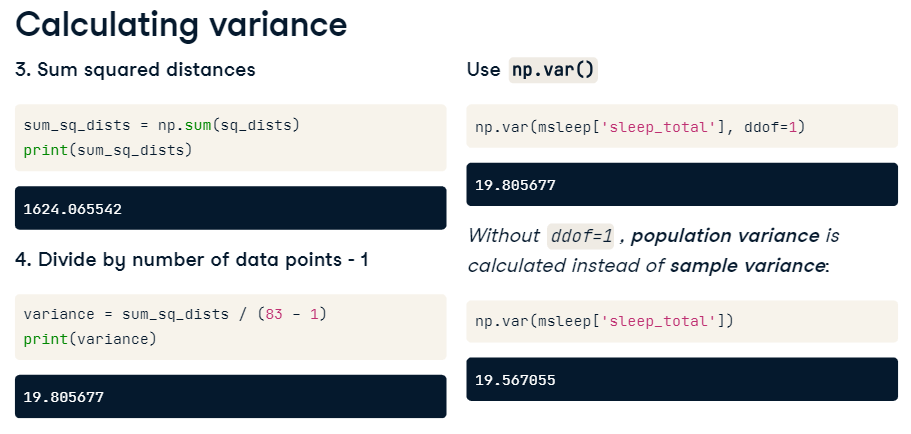 Calculating variance
3. Sum squared distances
sum_sq_dists = np.sum(sq_dists)
print(sum_sq_dists)
1624.065542
4. Divide by number of data points - 1
variance = sum_sq_dists / (83 - 1)
print(variance)
19.805677
Use np.var()
np.var(msleep['sleep_total'], ddof=1)
19.805677
Without ddof=1 , population variance is
calculated instead of sample variance:
np.var(msleep['sleep_total'])
19.567055